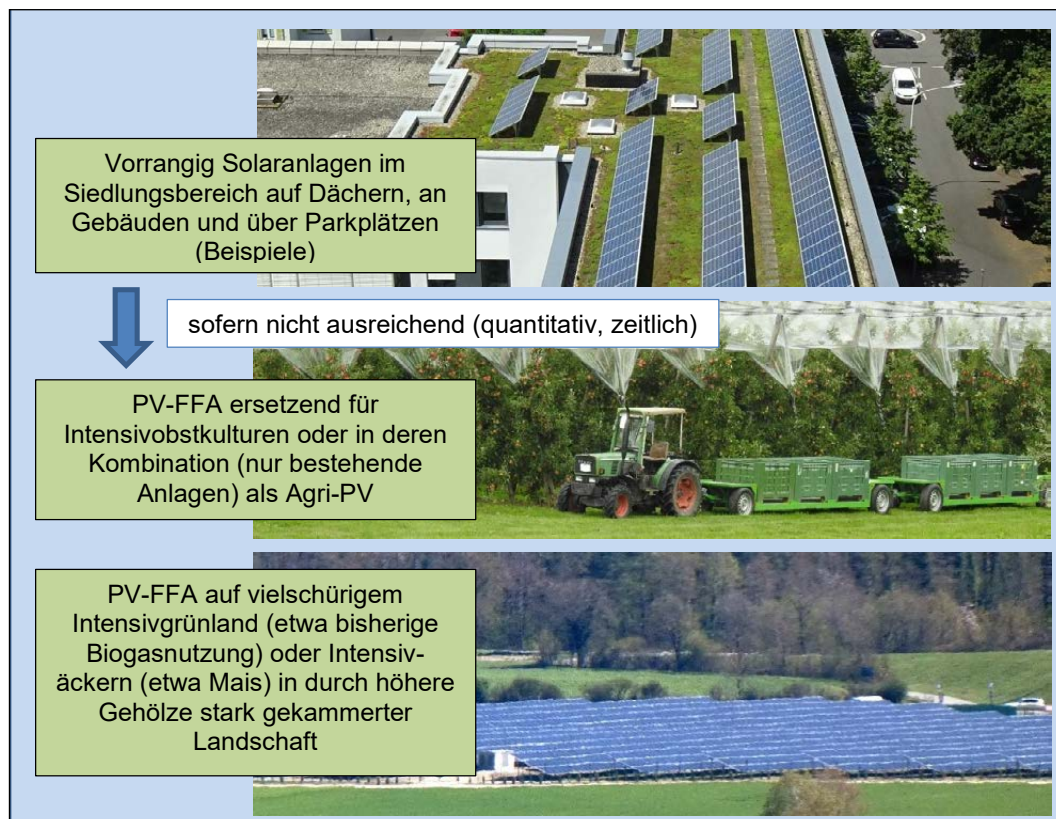 Vorrangig Solaranlagen im
Siedlungsbereich auf Dächern, an
Gebäuden und über Parkplätzen
(Beispiele)
sofern nicht ausreichend (quantitativ, zeitlich)
PV-FFA ersetzend für
Intensivobstkulturen oder in deren
Kombination (nur bestehende
Anlagen) als Agri-PV
PV-FFA auf vielschürigem
Intensivgrünland (etwa bisherige
Biogasnutzung) oder Intensiv-
äckern (etwa Mais) in durch höhere
Gehölze stark gekammerter
Landschaft